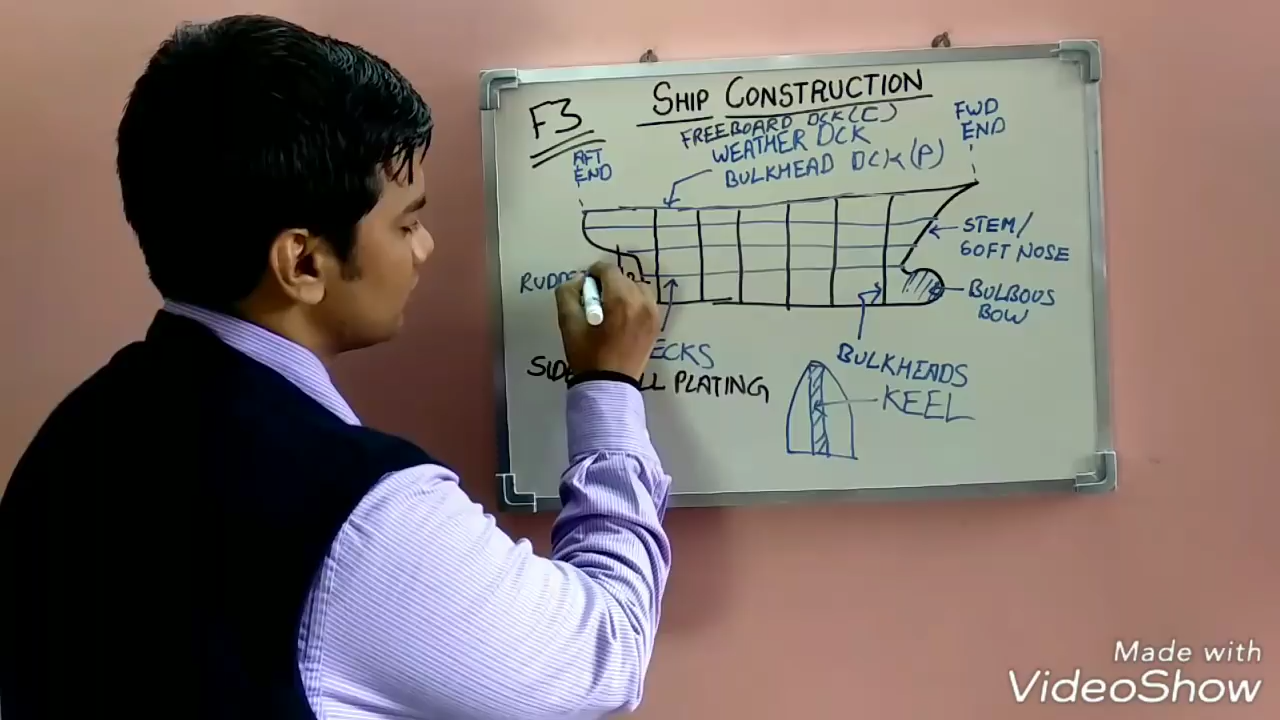 F3
SHIP CONSTRUCTION
FREEBOARD DCK (C)
WEATHER DCK
BULKHEAD DCK (P)
AFT
END
FWD
END
STEM/
SOFT NOSE
BULBOUS
BOW
BULKHEADS
KEEL
PLATING
Made with
VideoShow